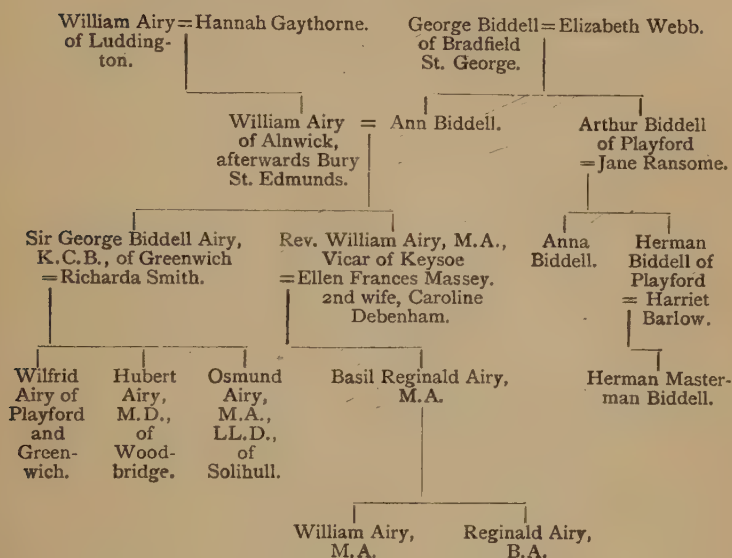 William Airy = Hannah Gaythorne.
of Ludding-
ton.
George Biddell = Elizabeth Webb.
of Bradfield
St. George.
William Airy = Ann Biddell.
of Alnwick,
afterwards Bury
St. Edmunds.
Arthur Biddell
of Playford
=Jane Ransome.
Sir George Biddell Airy,
K.C.B., of Greenwich
=Richarda Smith.
Rev. William Airy, M.A.,
Vicar of Keysoe
=Ellen Frances Massey.
2nd wife, Caroline
Debenham.
Anna
Biddell.
Herman
Biddell of
Playford
= Harriet
Barlow.
Wilfrid
Airy of
Playford
and
Green-
wich.
Hubert
Airy,
M.D.,
of
Wood-
bridge.
Osmund
Airy,
M.A.,
LL.D.,
of
Solihull.
Basil Reginald Airy,
M.A.
Herman Master-
man Biddell.
William Airy,
M.A.
Reginald Airy,
B.A.